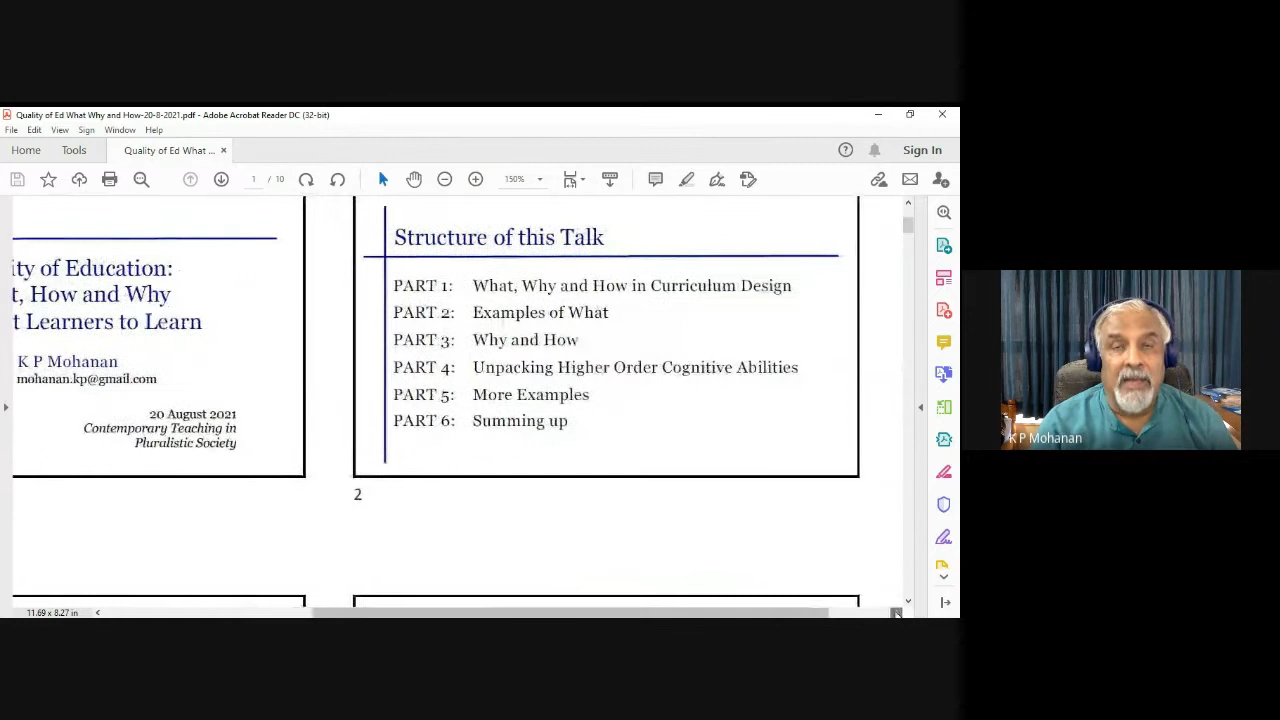 Quality of Ed What Why and How-20-8-2021.pdf - Adobe Acrobat Reader DC (32-bit)
File Edit View Sign Window Help
Home Tools Quality of Ed What ... × Sign In
1 / 10 150%
ity of Education:
t, How and Why
t Learners to Learn
K P Mohanan
mohanan.kp@gmail.com
20 August 2021
Contemporary Teaching in
Pluralistic Society
Structure of this Talk
PART 1: What, Why and How in Curriculum Design
PART 2: Examples of What
PART 3: Why and How
PART 4: Unpacking Higher Order Cognitive Abilities
PART 5: More Examples
PART 6: Summing up
2
11.69 x 8.27 in
K P Mohanan